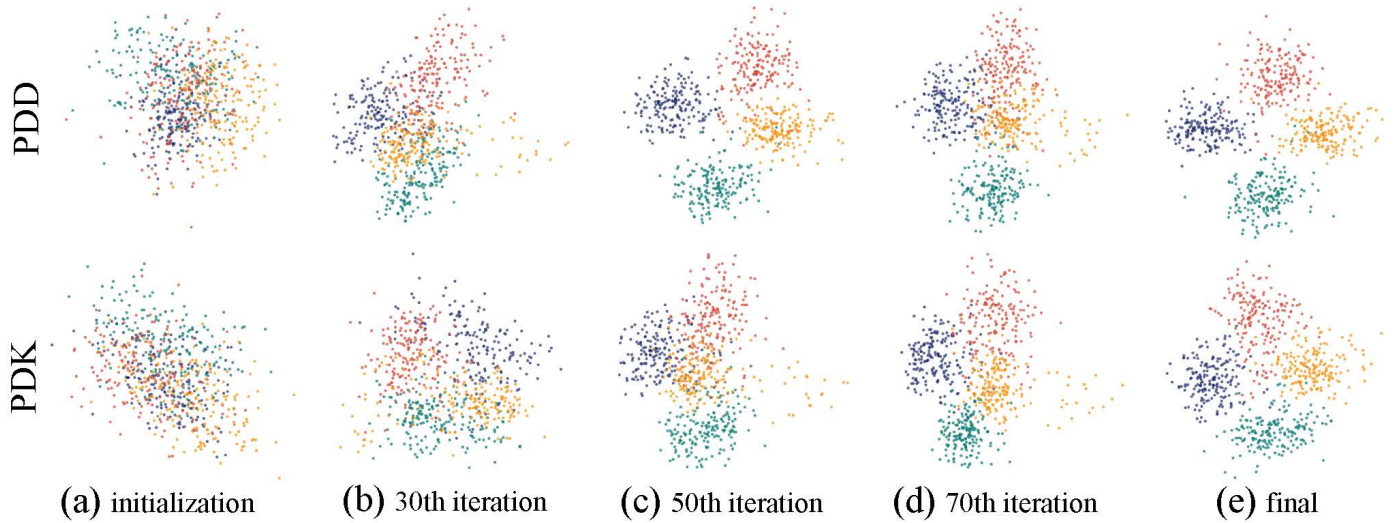 PDD
PDK
(a) initialization
(b) 30th iteration
(c) 50th iteration
(d) 70th iteration
(e) final